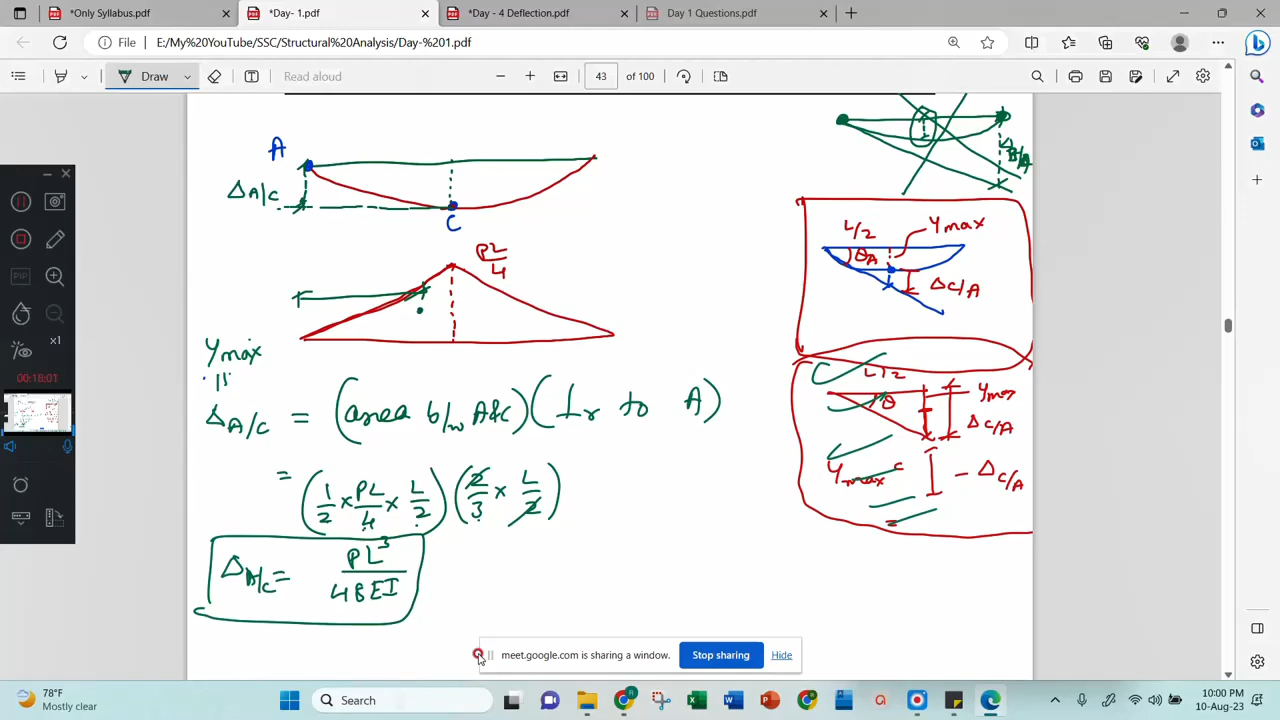 *Only Syllabus.pdf
*Day- 1.pdf
*Day - 4 Deflection.pdf
Day 1 Questions.pdf
File
E:/My%20YouTube/SSC/Structural%20Analysis/Day-%201.pdf
Draw
Read aloud
43
of 100
A
ΔA/C
C
PL/4
ΔB/A
L/2
Ymax
θA
ΔC/A
x1
00:18:01
Ymax
11
ΔA/C = (area b/w A&C)(⊥r to A)
= (1/2 × PL/4 × L/2)(2/3 × L/2)
ΔA/C = PL³/48EI
L/2
θ
Ymax
ΔC/A
Ymax = - ΔC/A
meet.google.com is sharing a window.
Stop sharing
Hide
78°F
Mostly clear
Search
10:00 PM
10-Aug-23